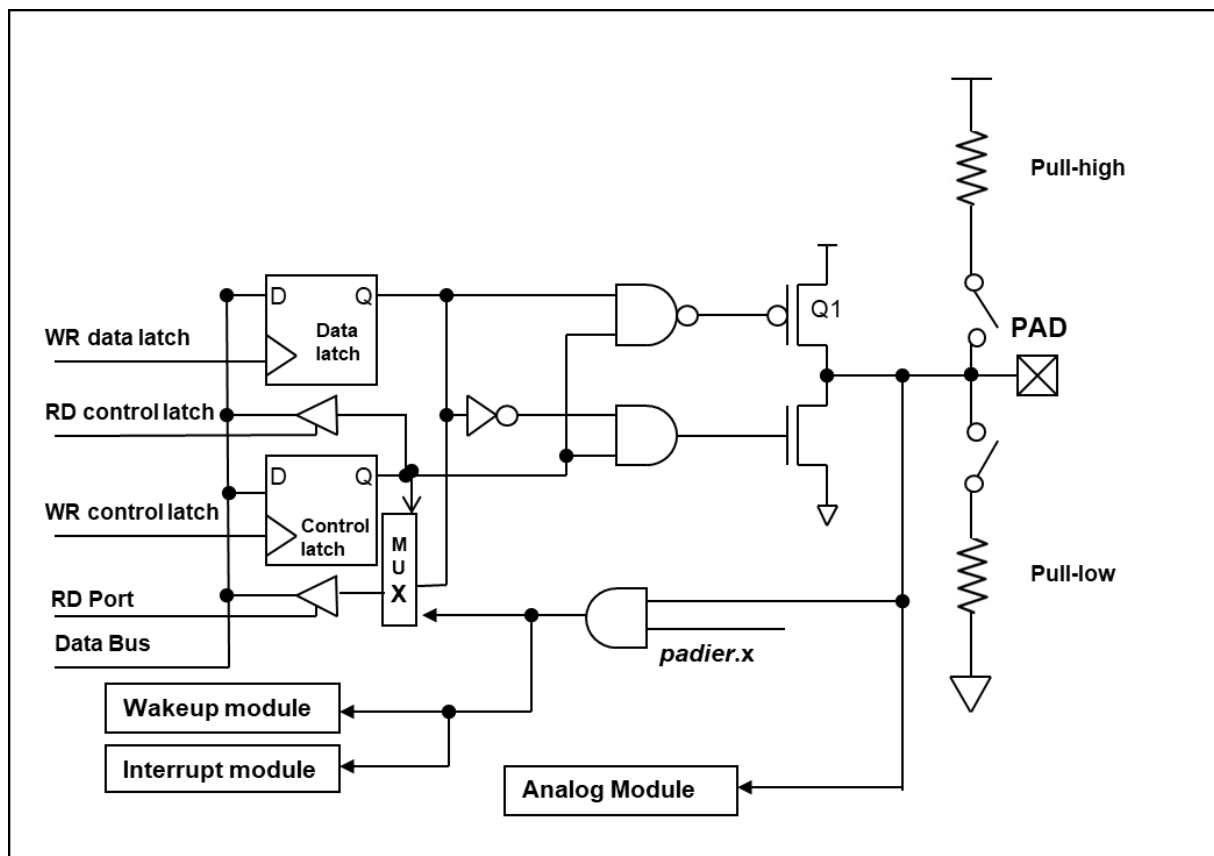 Pull-high
Q1
PAD
D Q
Data
latch
WR data latch
RD control latch
D Q
WR control latch
Control
latch
M
U
X
RD Port
Pull-low
Data Bus
padier.x
Wakeup module
Interrupt module
Analog Module